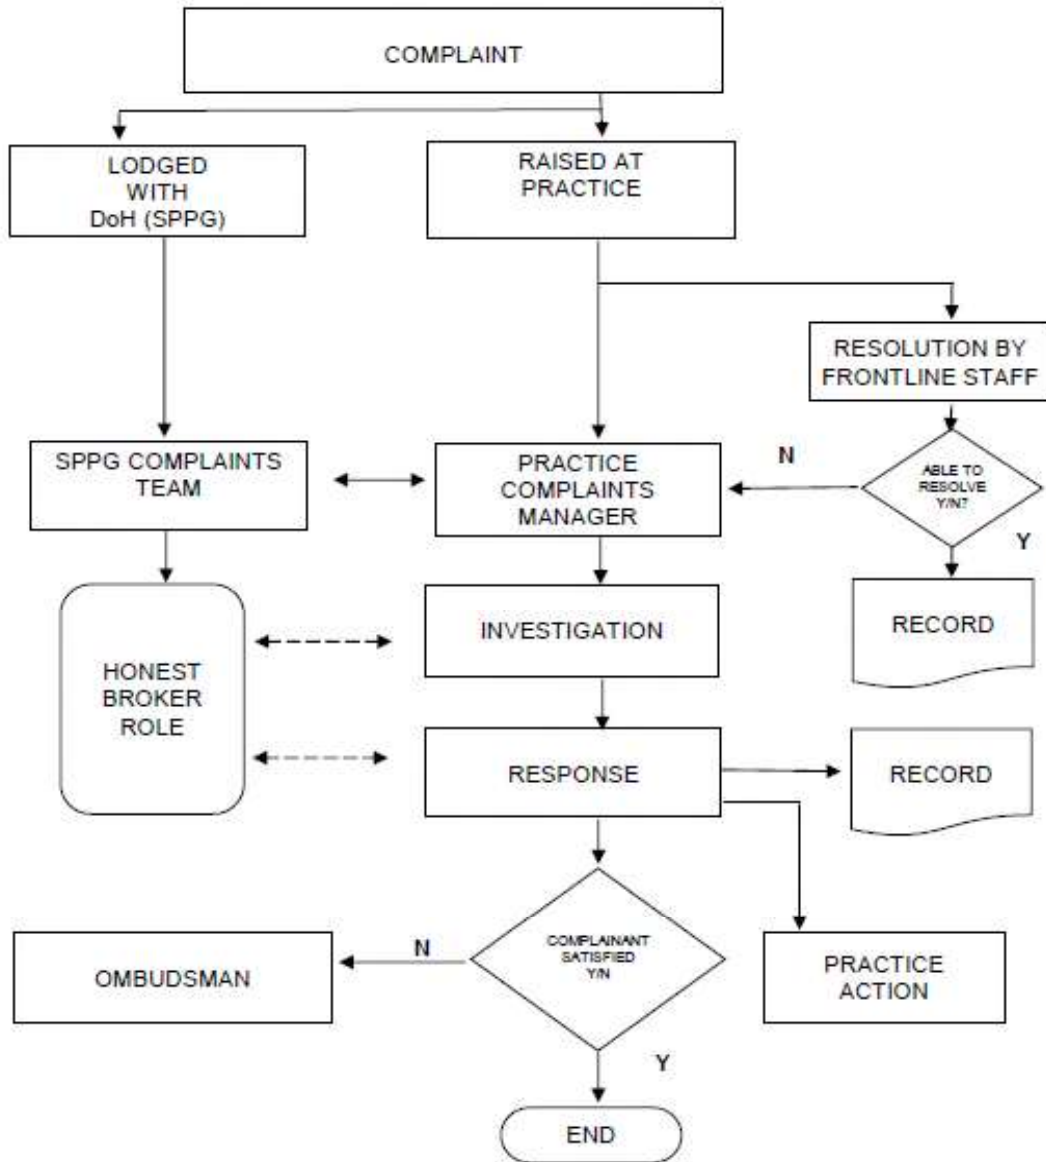 COMPLAINT
LODGED
WITH
DoH (SPPG)
RAISED AT
PRACTICE
RESOLUTION BY
FRONTLINE STAFF
SPPG COMPLAINTS
TEAM
PRACTICE
COMPLAINTS
MANAGER
N
ABLE TO
RESOLVE
Y/N?
Y
HONEST
BROKER
ROLE
INVESTIGATION
RECORD
RESPONSE
RECORD
OMBUDSMAN
N
COMPLAINANT
SATISFIED
Y/N
PRACTICE
ACTION
Y
END